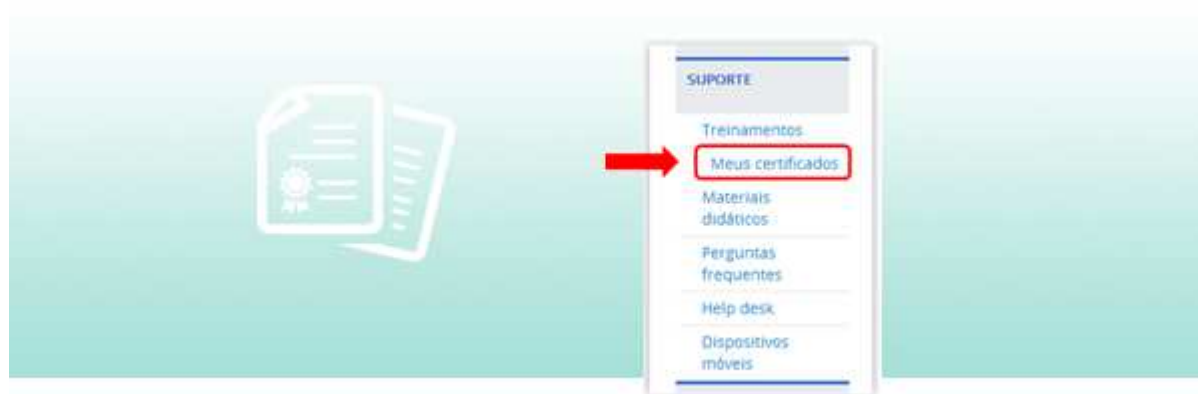 SUPORTE
Treinamentos
Meus certificados
Materiais
didáticos
Perguntas
frequentes
Help desk
Dispositivos
móveis